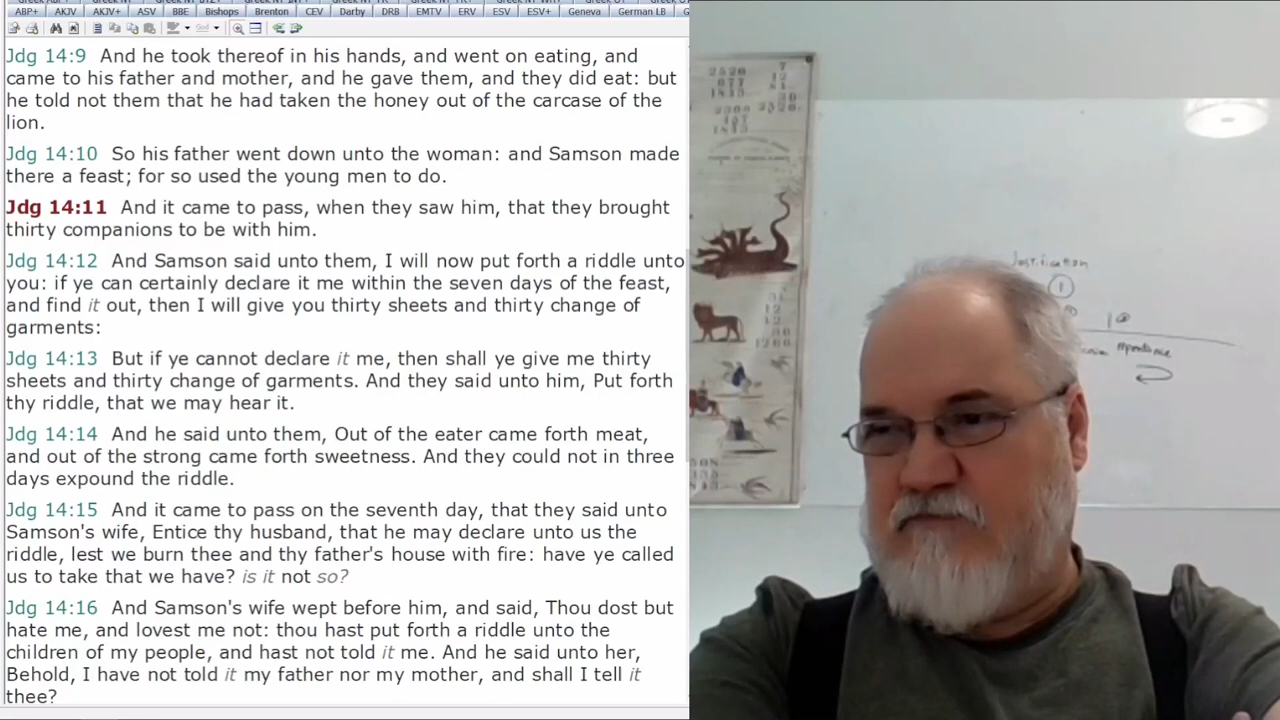 ABP+ AKJV AKJV+ ASV BBE Bishops Brenton CEV Darby DRB EMTV ERV ESV ESV+ Geneva German LB
Jdg 14:9 And he took thereof in his hands, and went on eating, and
came to his father and mother, and he gave them, and they did eat: but
he told not them that he had taken the honey out of the carcase of the
lion.
Jdg 14:10 So his father went down unto the woman: and Samson made
there a feast; for so used the young men to do.
Jdg 14:11 And it came to pass, when they saw him, that they brought
thirty companions to be with him.
Jdg 14:12 And Samson said unto them, I will now put forth a riddle unto
you: if ye can certainly declare it me within the seven days of the feast,
and find it out, then I will give you thirty sheets and thirty change of
garments:
Jdg 14:13 But if ye cannot declare it me, then shall ye give me thirty
sheets and thirty change of garments. And they said unto him, Put forth
thy riddle, that we may hear it.
Jdg 14:14 And he said unto them, Out of the eater came forth meat,
and out of the strong came forth sweetness. And they could not in three
days expound the riddle.
Jdg 14:15 And it came to pass on the seventh day, that they said unto
Samson's wife, Entice thy husband, that he may declare unto us the
riddle, lest we burn thee and thy father's house with fire: have ye called
us to take that we have? is it not so?
Jdg 14:16 And Samson's wife wept before him, and said, Thou dost but
hate me, and lovest me not: thou hast put forth a riddle unto the
children of my people, and hast not told it me. And he said unto her,
Behold, I have not told it my father nor my mother, and shall I tell it
thee?
2520
1843
2520
Justification
1